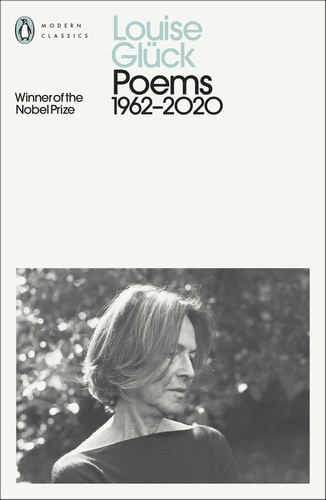 MODERN
CLASSICS
Louise
Glück
Poems
1962–2020
Winner of the
Nobel Prize